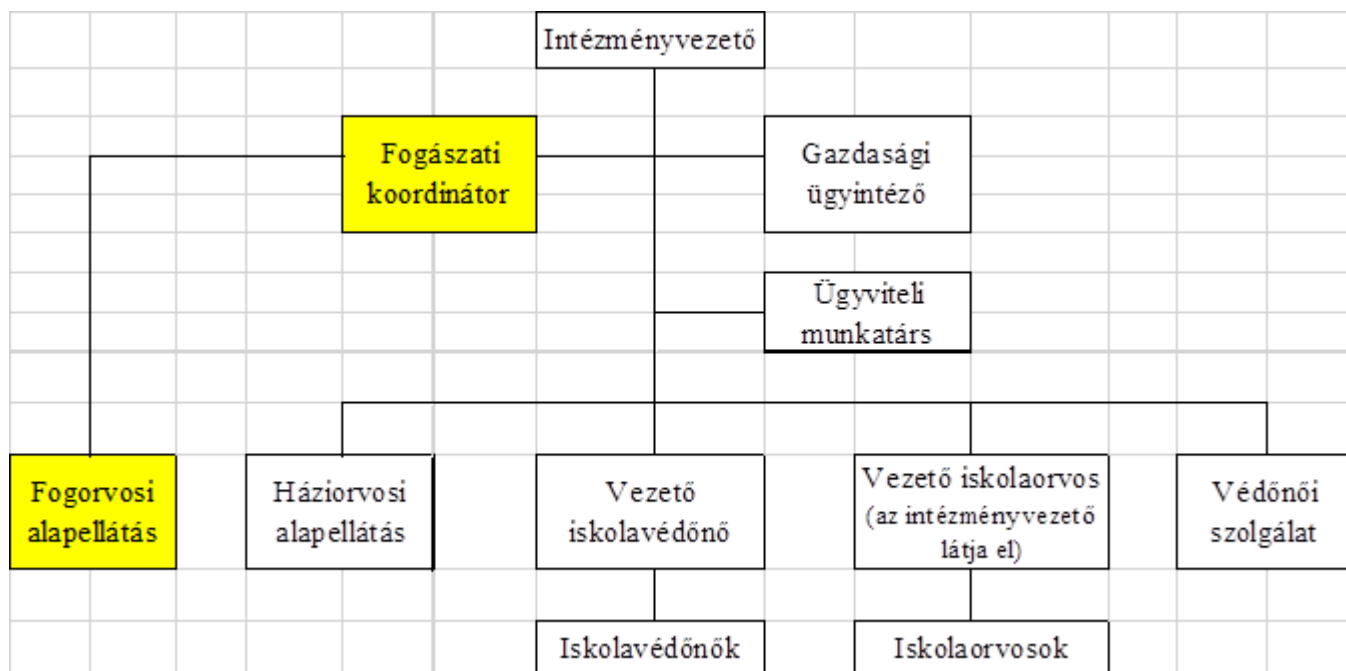 Intézményvezető
Fogászati
koordinátor
Gazdasági
ügyintéző
Ügyviteli
munkatárs
Fogorvosi
alapellátás
Háziorvosi
alapellátás
Vezető
iskolavédőnő
Vezető iskolaorvos
(az intézményvezető
látja el)
Védőnői
szolgálat
Iskolavédőnők
Iskolaorvosok